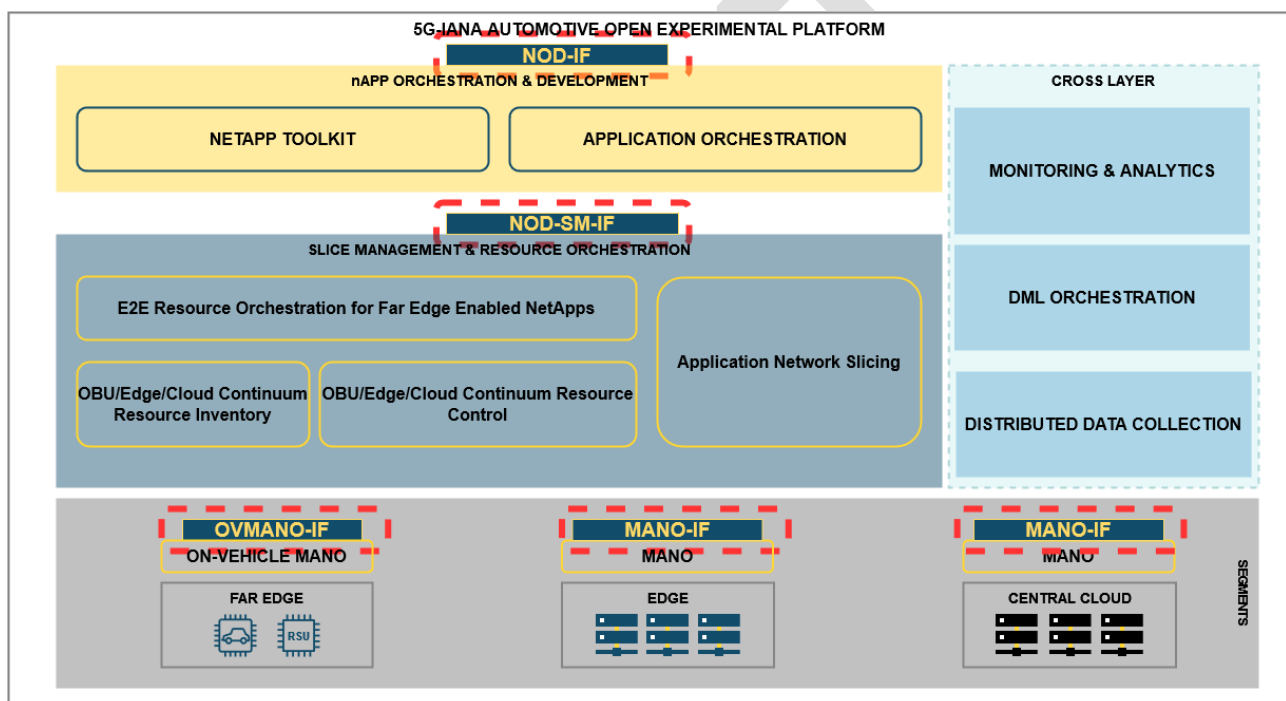 5G-IANA AUTOMOTIVE OPEN EXPERIMENTAL PLATFORM
NOD-IF
nAPP ORCHESTRATION & DEVELOPMENT
NETAPP TOOLKIT
APPLICATION ORCHESTRATION
CROSS LAYER
MONITORING & ANALYTICS
DML ORCHESTRATION
DISTRIBUTED DATA COLLECTION
NOD-SM-IF
SLICE MANAGEMENT & RESOURCE ORCHESTRATION
E2E Resource Orchestration for Far Edge Enabled NetApps
OBU/Edge/Cloud Continuum
Resource Inventory
OBU/Edge/Cloud Continuum Resource
Control
Application Network Slicing
OVMANO-IF
ON-VEHICLE MANO
FAR EDGE
RSU
MANO-IF
MANO
EDGE
MANO-IF
MANO
CENTRAL CLOUD
SEGMENTS